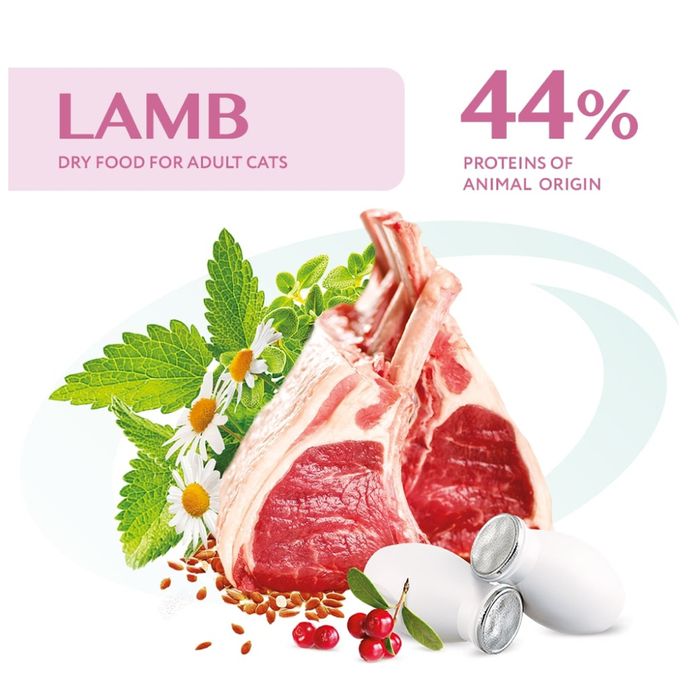 LAMB
DRY FOOD FOR ADULT CATS
44%
PROTEINS OF
ANIMAL ORIGIN